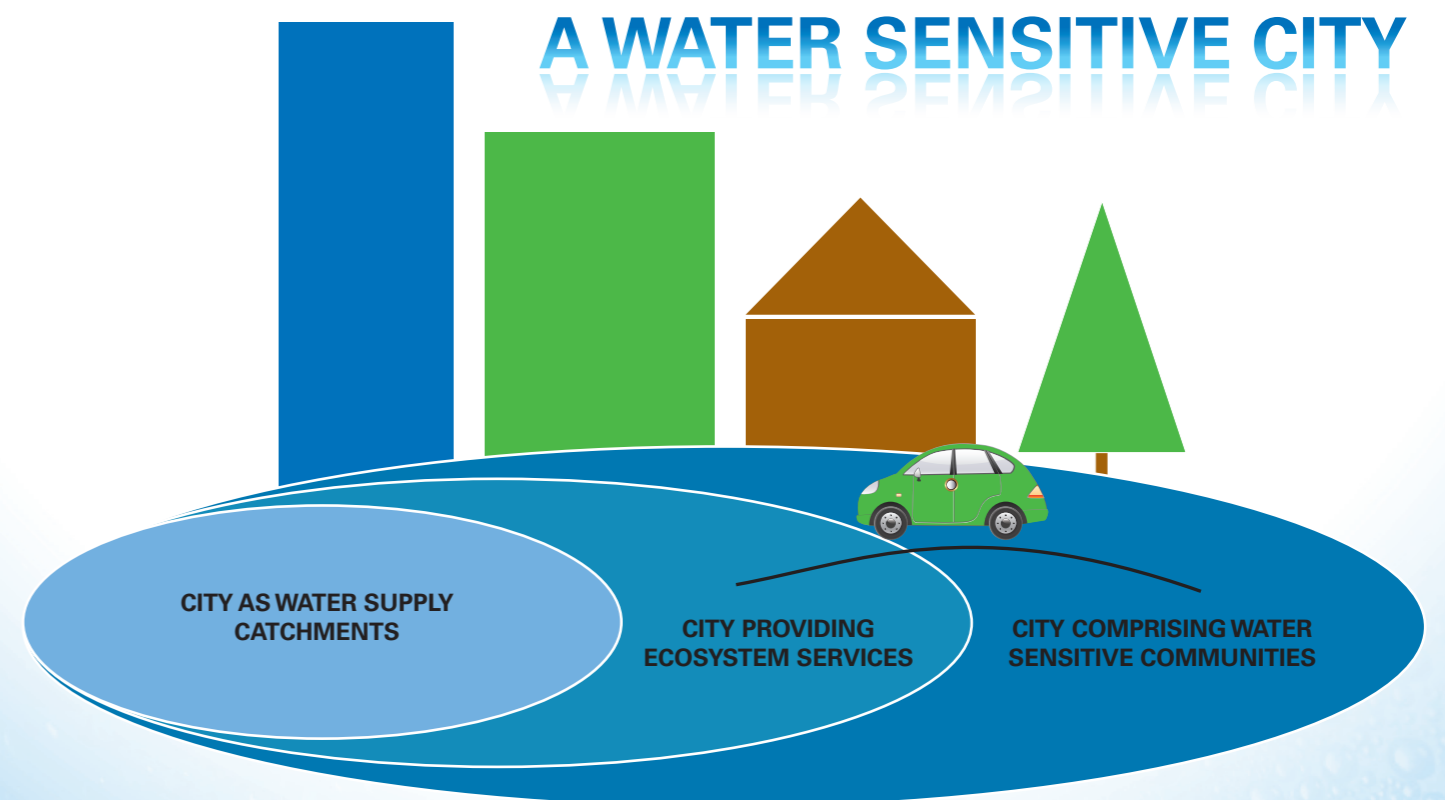 A WATER SENSITIVE CITY
CITY AS WATER SUPPLY
CATCHMENTS
CITY PROVIDING
ECOSYSTEM SERVICES
CITY COMPRISING WATER
SENSITIVE COMMUNITIES